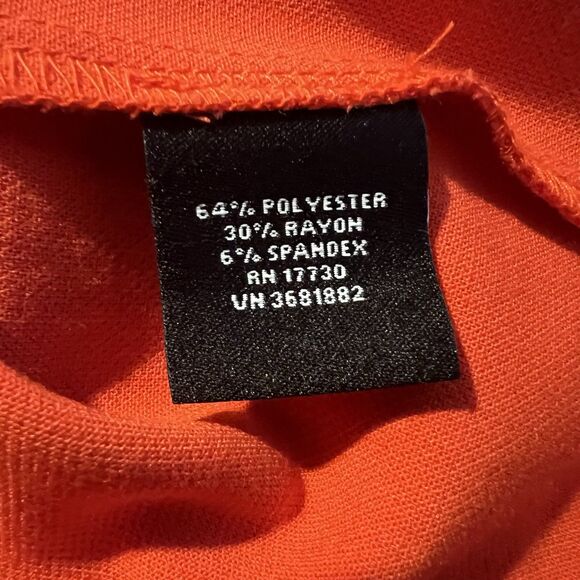 64% POLYESTER
30% RAYON
6% SPANDEX
RN 17730
VN 3681882